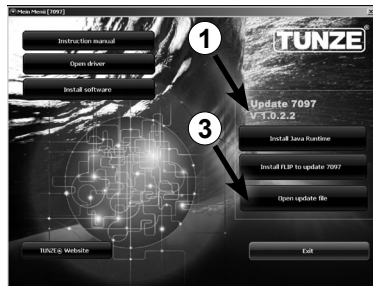 Mein Menü [7097]
1
TUNZE®
Instruction manual
Open driver
Install software
Update 7097
V 1.0.2.2
3
Install Java Runtime
Install FLIP to update 7097
Open update file
TUNZE® Website
Exit